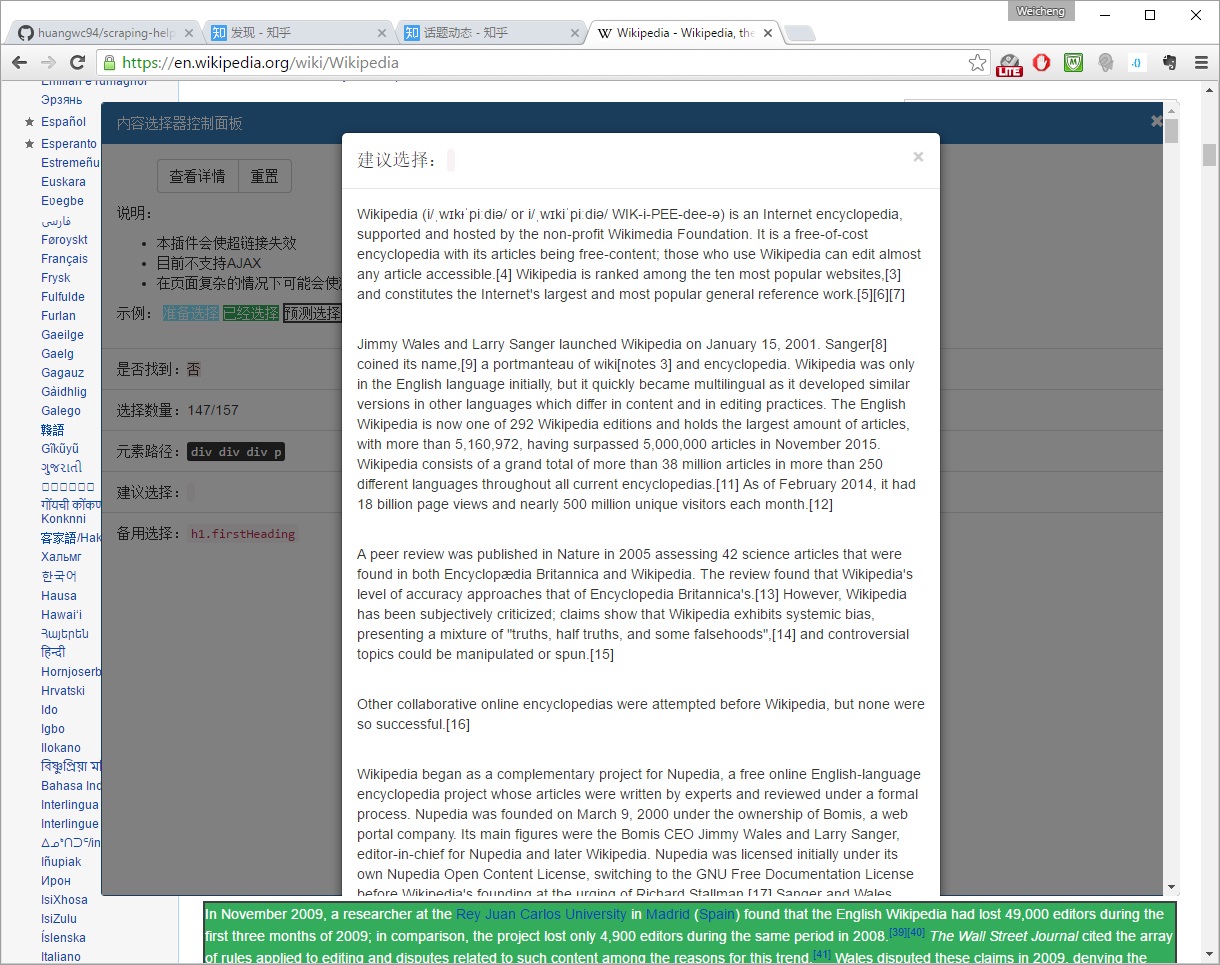 Weicheng
huangwc94/scraping-help
发现 - 知乎
话题动态 - 知乎
Wikipedia - Wikipedia, the
https://en.wikipedia.org/wiki/Wikipedia
LITE
Emilian e rumagnòl
Эрзянь
Español
Esperanto
Estremeñu
Euskara
Eʋegbe
فارسی
Føroyskt
Français
Frysk
Fulfulde
Furlan
Gaeilge
Gaelg
Gagauz
Gàidhlig
Galego
贛語
Gĩkũyũ
ગુજરાતી
गोंयची कोंकण
Konknni
客家語/Hak
Хальмг
한국어
Hausa
Hawai‘i
Հայերեն
हिन्दी
Hornjoserb
Hrvatski
Ido
Igbo
Ilokano
বিষ্ণুপ্রিয়া মণি
Bahasa Ind
Interlingua
Interlingue
ᐃᓄᒃᑎᑐᑦ/in
Iñupiak
Ирон
IsiXhosa
IsiZulu
Íslenska
Italiano
内容选择器控制面板
查看详情 重置
说明：
本插件会使超链接失效
目前不支持AJAX
在页面复杂的情况下可能会使
示例： 准备选择 已经选择 预测选择
是否找到：否
选择数量：147/157
元素路径：div div div p
建议选择：
备用选择：h1.firstHeading
建议选择：
Wikipedia (i/ˌwɪkɨˈpiːdiə/ or i/ˌwɪkiˈpiːdiə/ WIK-i-PEE-dee-ə) is an Internet encyclopedia,
supported and hosted by the non-profit Wikimedia Foundation. It is a free-of-cost
encyclopedia with its articles being free-content; those who use Wikipedia can edit almost
any article accessible.[4] Wikipedia is ranked among the ten most popular websites,[3]
and constitutes the Internet's largest and most popular general reference work.[5][6][7]
Jimmy Wales and Larry Sanger launched Wikipedia on January 15, 2001. Sanger[8]
coined its name,[9] a portmanteau of wiki[notes 3] and encyclopedia. Wikipedia was only
in the English language initially, but it quickly became multilingual as it developed similar
versions in other languages which differ in content and in editing practices. The English
Wikipedia is now one of 292 Wikipedia editions and holds the largest amount of articles,
with more than 5,160,972, having surpassed 5,000,000 articles in November 2015.
Wikipedia consists of a grand total of more than 38 million articles in more than 250
different languages throughout all current encyclopedias.[11] As of February 2014, it had
18 billion page views and nearly 500 million unique visitors each month.[12]
A peer review was published in Nature in 2005 assessing 42 science articles that were
found in both Encyclopædia Britannica and Wikipedia. The review found that Wikipedia's
level of accuracy approaches that of Encyclopedia Britannica's.[13] However, Wikipedia
has been subjectively criticized; claims show that Wikipedia exhibits systemic bias,
presenting a mixture of "truths, half truths, and some falsehoods",[14] and controversial
topics could be manipulated or spun.[15]
Other collaborative online encyclopedias were attempted before Wikipedia, but none were
so successful.[16]
Wikipedia began as a complementary project for Nupedia, a free online English-language
encyclopedia project whose articles were written by experts and reviewed under a formal
process. Nupedia was founded on March 9, 2000 under the ownership of Bomis, a web
portal company. Its main figures were the Bomis CEO Jimmy Wales and Larry Sanger,
editor-in-chief for Nupedia and later Wikipedia. Nupedia was licensed initially under its
own Nupedia Open Content License, switching to the GNU Free Documentation License
before Wikipedia's founding at the urging of Richard Stallman.[17] Sanger and Wales
In November 2009, a researcher at the Rey Juan Carlos University in Madrid (Spain) found that the English Wikipedia had lost 49,000 editors during the
first three months of 2009; in comparison, the project lost only 4,900 editors during the same period in 2008.[39][40] The Wall Street Journal cited the array
of rules applied to editing and disputes related to such content among the reasons for this trend.[41] Wales disputed these claims in 2009, denying the